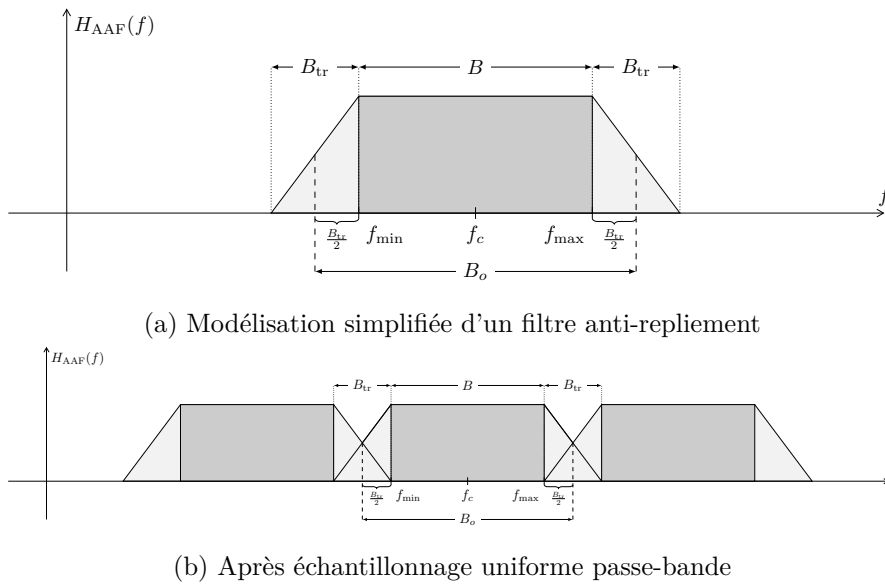 H_AAF(f)
B_tr B B_tr
f
B_tr/2 f_min f_c f_max B_tr/2
B_o
(a) Modélisation simplifiée d'un filtre anti-repliement
H_AAF(f)
B_tr B B_tr
B_tr/2 f_min f_c f_max B_tr/2
B_o
(b) Après échantillonnage uniforme passe-bande